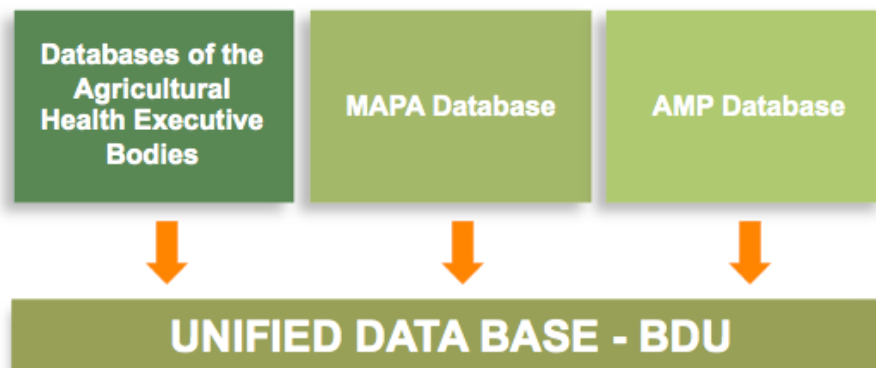 Databases of the
Agricultural
Health Executive
Bodies
MAPA Database
AMP Database
UNIFIED DATA BASE - BDU